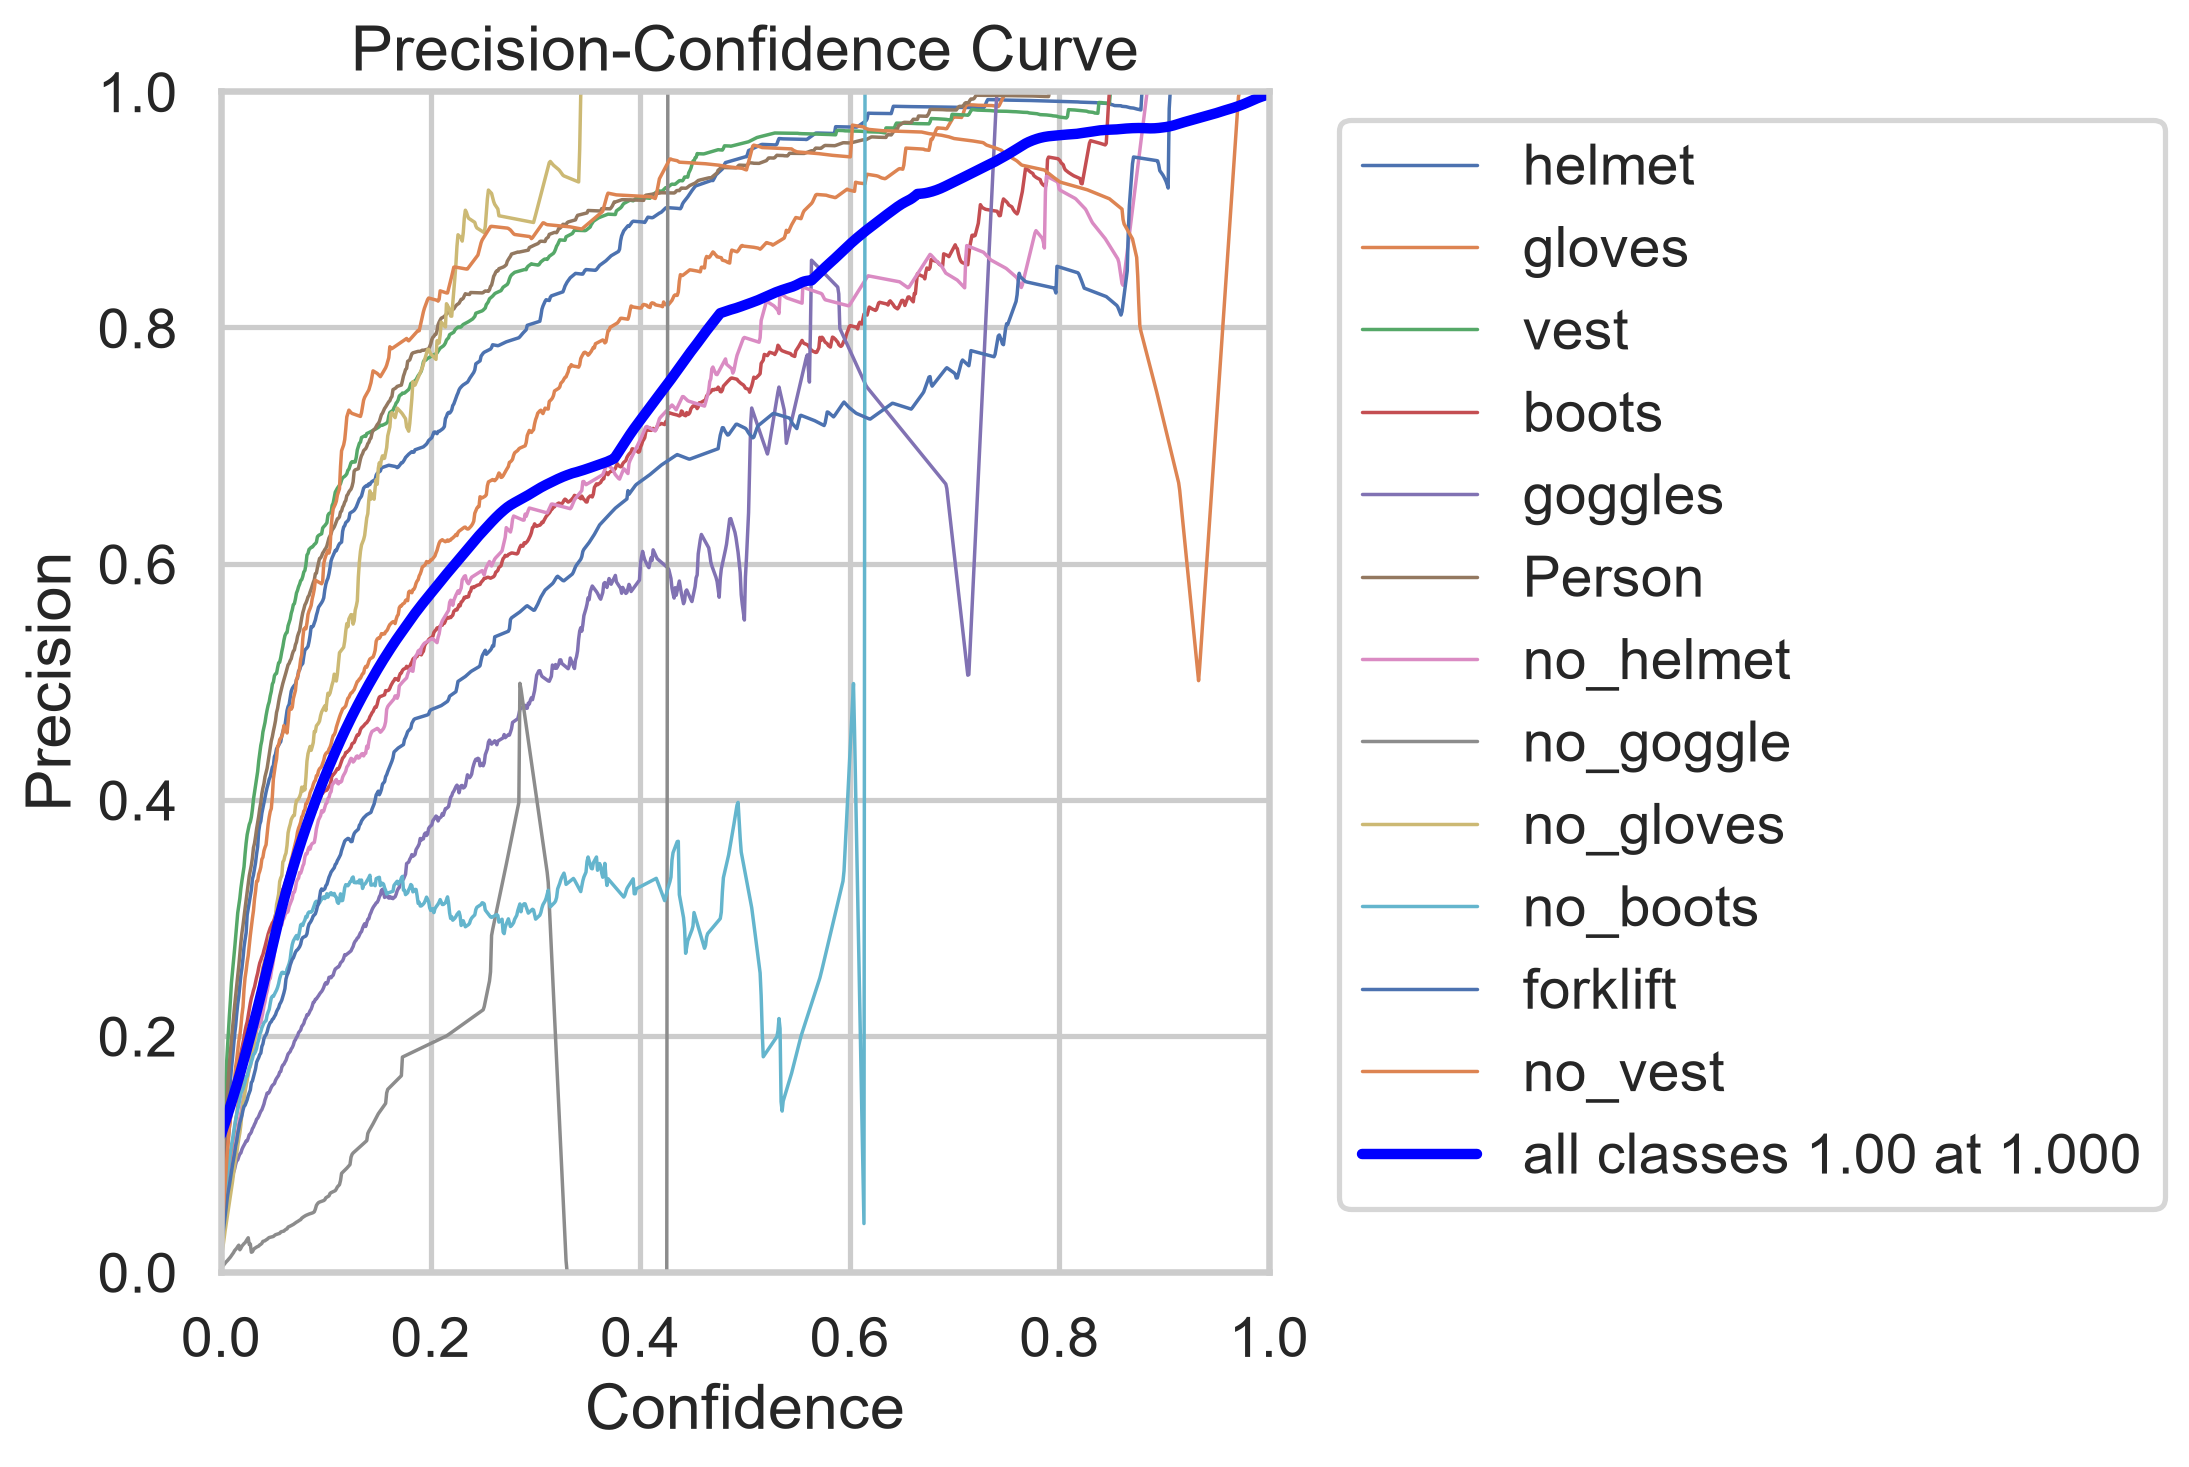 Precision-Confidence Curve
1.0
0.8
0.6
0.4
0.2
0.0
Precision
0.0 0.2 0.4 0.6 0.8 1.0
Confidence
helmet
gloves
vest
boots
goggles
Person
no_helmet
no_goggle
no_gloves
no_boots
forklift
no_vest
all classes 1.00 at 1.000